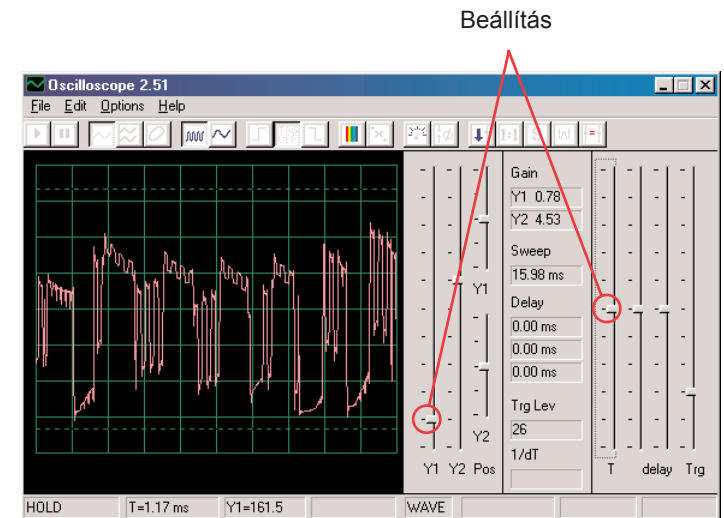 Beállítás
Oscilloscope 2.51
File Edit Options Help
1:1 S W
Gain
Y1 0.78
Y2 4.53
Sweep
15.98 ms
Delay
0.00 ms
0.00 ms
0.00 ms
Trg Lev
26
1/dT
Y1
Y2
Y1 Y2 Pos
T delay Trg
HOLD T=1.17 ms Y1=161.5 WAVE